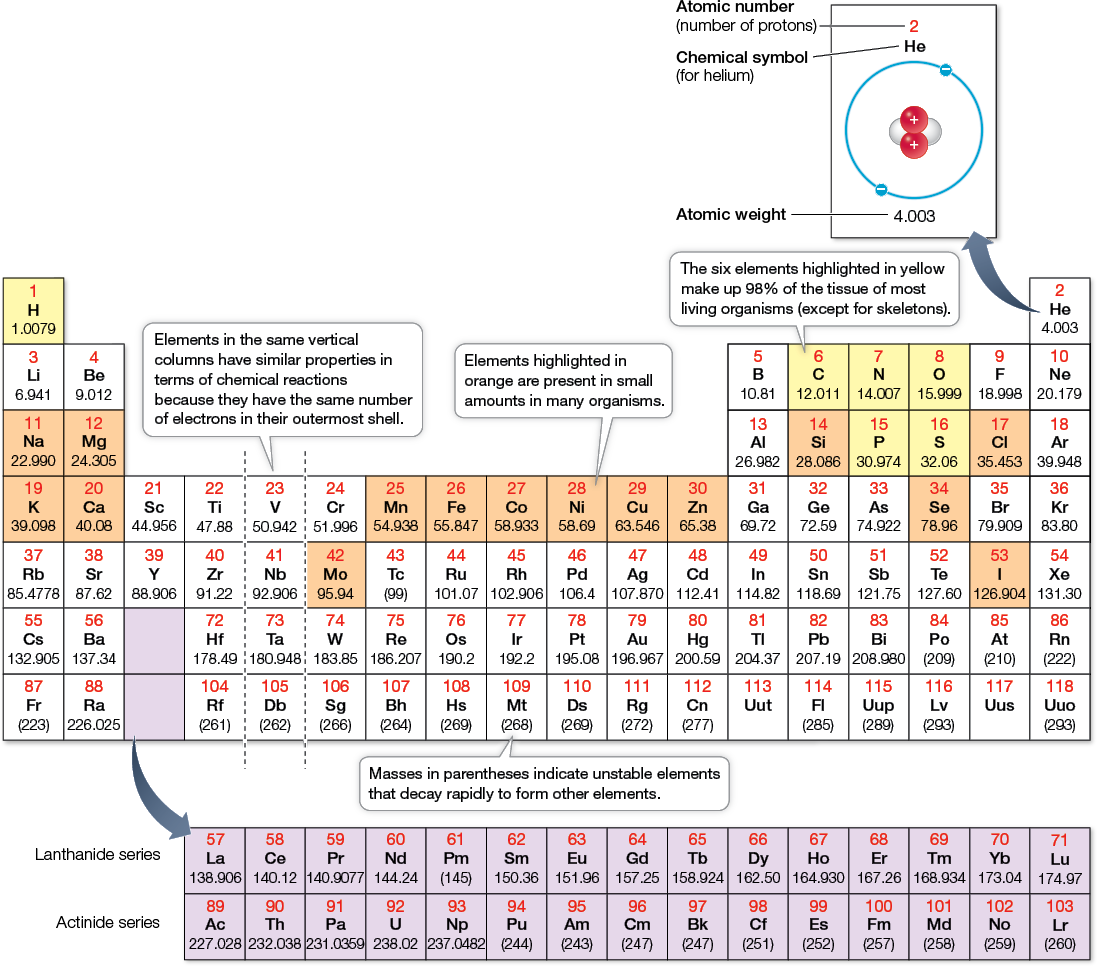 Atomic number
(number of protons)
2
He
Chemical symbol
(for helium)
Atomic weight
4.003
The six elements highlighted in yellow
make up 98% of the tissue of most
living organisms (except for skeletons).
Elements in the same vertical
columns have similar properties in
terms of chemical reactions
because they have the same number
of electrons in their outermost shell.
Elements highlighted in
orange are present in small
amounts in many organisms.
1 2
H He
1.0079 4.003
3 4 5 6 7 8 9 10
Li Be B C N O F Ne
6.941 9.012 10.81 12.011 14.007 15.999 18.998 20.179
11 12 13 14 15 16 17 18
Na Mg Al Si P S Cl Ar
22.990 24.305 26.982 28.086 30.974 32.06 35.453 39.948
19 20 21 22 23 24 25 26 27 28 29 30 31 32 33 34 35 36
K Ca Sc Ti V Cr Mn Fe Co Ni Cu Zn Ga Ge As Se Br Kr
39.098 40.08 44.956 47.88 50.942 51.996 54.938 55.847 58.933 58.69 63.546 65.38 69.72 72.59 74.922 78.96 79.909 83.80
37 38 39 40 41 42 43 44 45 46 47 48 49 50 51 52 53 54
Rb Sr Y Zr Nb Mo Tc Ru Rh Pd Ag Cd In Sn Sb Te I Xe
85.4778 87.62 88.906 91.22 92.906 95.94 (99) 101.07 102.906 106.4 107.870 112.41 114.82 118.69 121.75 127.60 126.904 131.30
55 56 72 73 74 75 76 77 78 79 80 81 82 83 84 85 86
Cs Ba Hf Ta W Re Os Ir Pt Au Hg Tl Pb Bi Po At Rn
132.905 137.34 178.49 180.948 183.85 186.207 190.2 192.2 195.08 196.967 200.59 204.37 207.19 208.980 (209) (210) (222)
87 88 104 105 106 107 108 109 110 111 112 113 114 115 116 117 118
Fr Ra Rf Db Sg Bh Hs Mt Ds Rg Cn Uut Fl Uup Lv Uus Uuo
(223) 226.025 (261) (262) (266) (264) (269) (268) (269) (272) (277) (285) (289) (293) (293)
Masses in parentheses indicate unstable elements
that decay rapidly to form other elements.
57 58 59 60 61 62 63 64 65 66 67 68 69 70 71
Lanthanide series La Ce Pr Nd Pm Sm Eu Gd Tb Dy Ho Er Tm Yb Lu
138.906 140.12 140.9077 144.24 (145) 150.36 151.96 157.25 158.924 162.50 164.930 167.26 168.934 173.04 174.97
89 90 91 92 93 94 95 96 97 98 99 100 101 102 103
Actinide series Ac Th Pa U Np Pu Am Cm Bk Cf Es Fm Md No Lr
227.028 232.038 231.0359 238.02 237.0482 (244) (243) (247) (247) (251) (252) (257) (258) (259) (260)